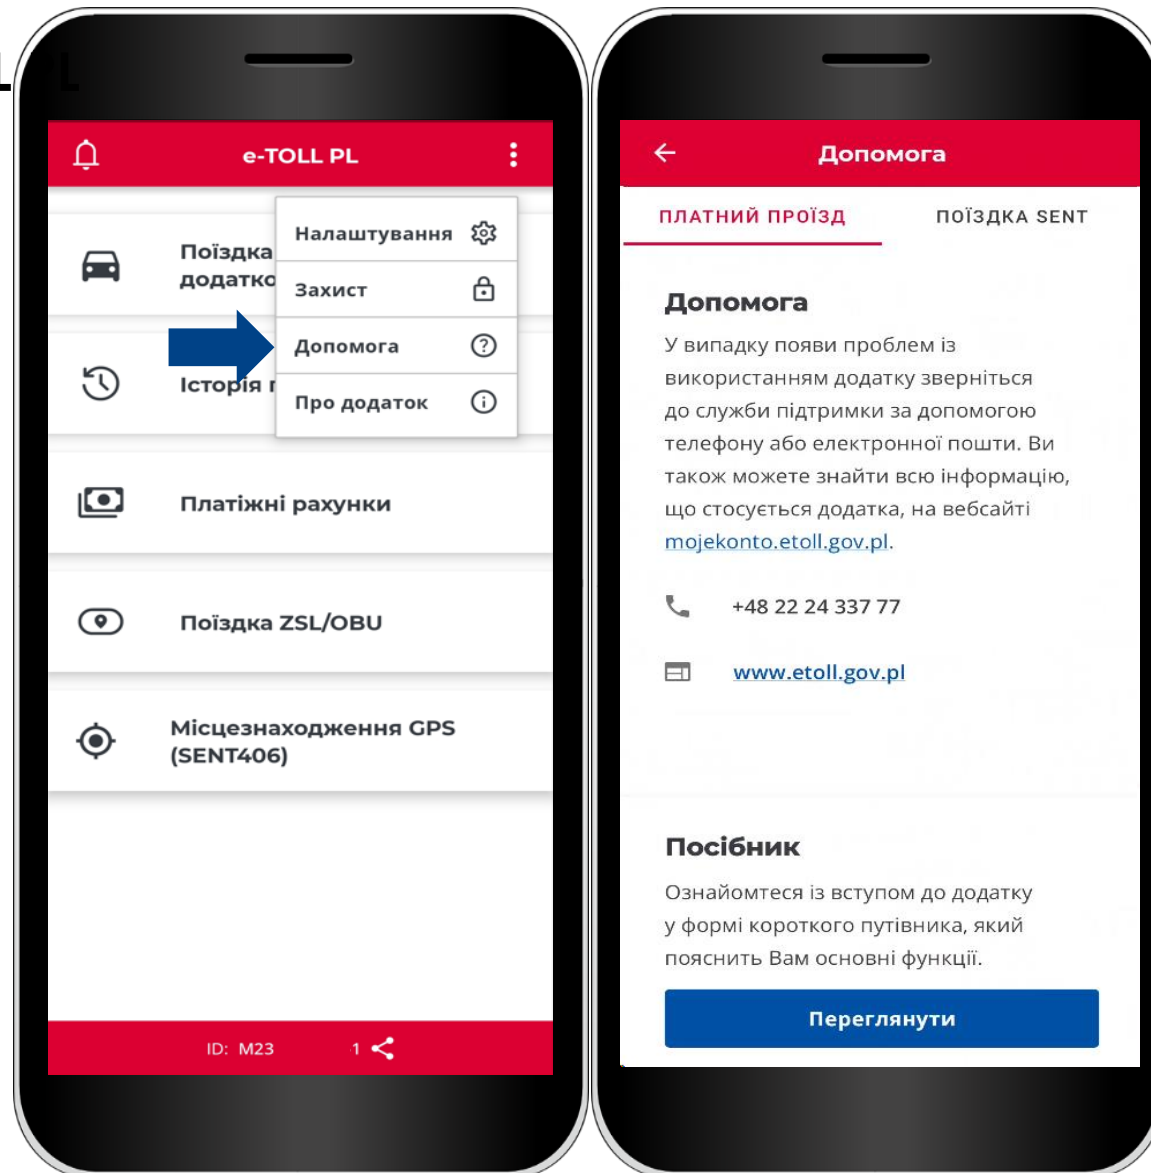 PL
e-TOLL PL
Налаштування
Поїздка
Захист
Допомога
Історія
Про додаток
Платіжні рахунки
Поїздка ZSL/OBU
Місцезнаходження GPS
(SENT406)
ID: M23 1
Допомога
ПЛАТНИЙ ПРОЇЗД ПОЇЗДКА SENT
Допомога
У випадку появи проблем із
використанням додатку зверніться
до служби підтримки за допомогою
телефону або електронної пошти. Ви
також можете знайти всю інформацію,
що стосується додатка, на вебсайті
mojekonto.etoll.gov.pl.
+48 22 24 337 77
www.etoll.gov.pl
Посібник
Ознайомтеся із вступом до додатку
у формі короткого путівника, який
пояснить Вам основні функції.
Переглянути